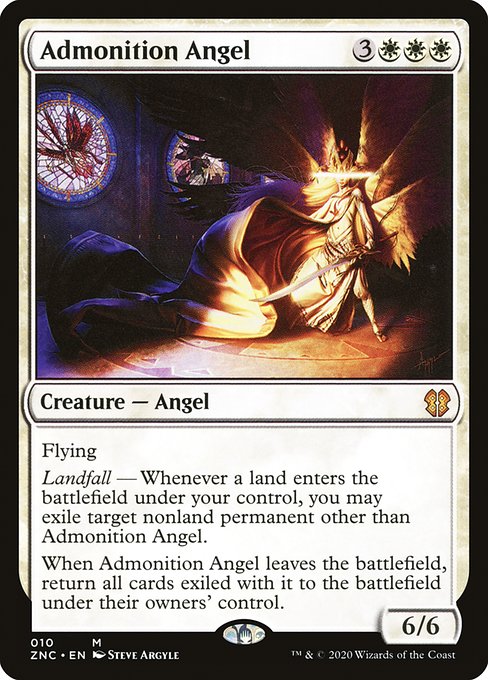 Admonition Angel 3
Creature — Angel
Flying
Landfall — Whenever a land enters the
battlefield under your control, you may
exile target nonland permanent other than
Admonition Angel.
When Admonition Angel leaves the battlefield,
return all cards exiled with it to the battlefield
under their owners' control.
6/6
010 M
ZNC • EN Steve Argyle
™ & © 2020 Wizards of the Coast